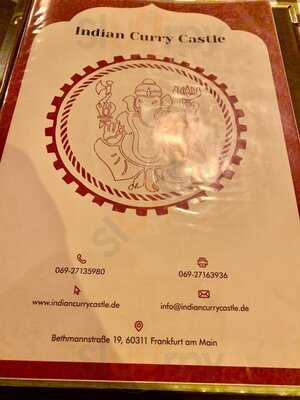 Indian Curry Castle
069-27135980
069-27163936
www.indiancurrycastle.de
info@indiancurrycastle.de
Bethmannstraße 19, 60311 Frankfurt am Main